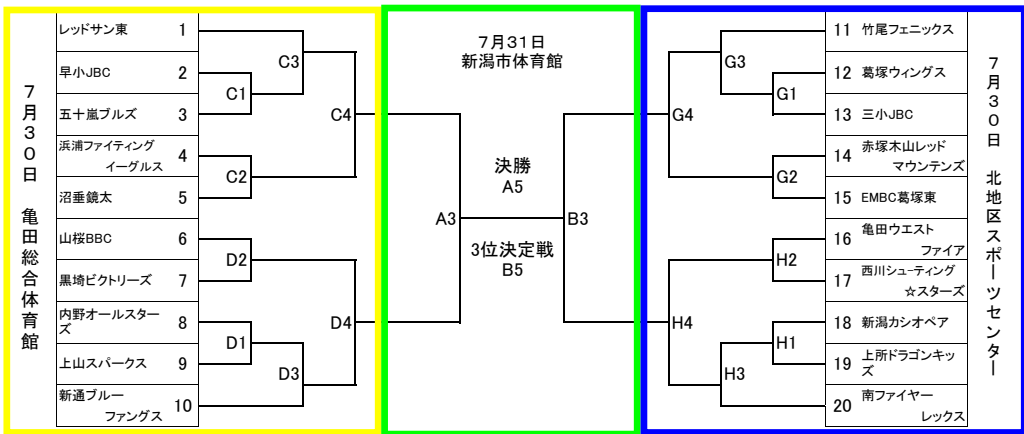 7月30日 亀田総合体育館
レッドサン東 1
早小JBC 2
五十嵐ブルズ 3
浜浦ファイティング
イーグルス 4
沼垂鏡太 5
山桜BBC 6
黒埼ビクトリーズ 7
内野オールスター
ズ 8
上山スパークス 9
新通ブルー
ファングス 10
C3
C1
C4
C2
D2
D4
D1
D3
7月31日
新潟市体育館
決勝
A5
A3
B3
3位決定戦
B5
G3
G1
G4
G2
H2
H4
H1
H3
11 竹尾フェニックス
12 葛塚ウィングス
13 三小JBC
14 赤塚木山レッド
マウンテンズ
15 EMBC葛塚東
16 亀田ウエスト
ファイア
17 西川シューティング
☆スターズ
18 新潟カシオペア
19 上所ドラゴンキッ
ズ
20 南ファイヤー
レックス
7月30日 北地区スポーツセンター